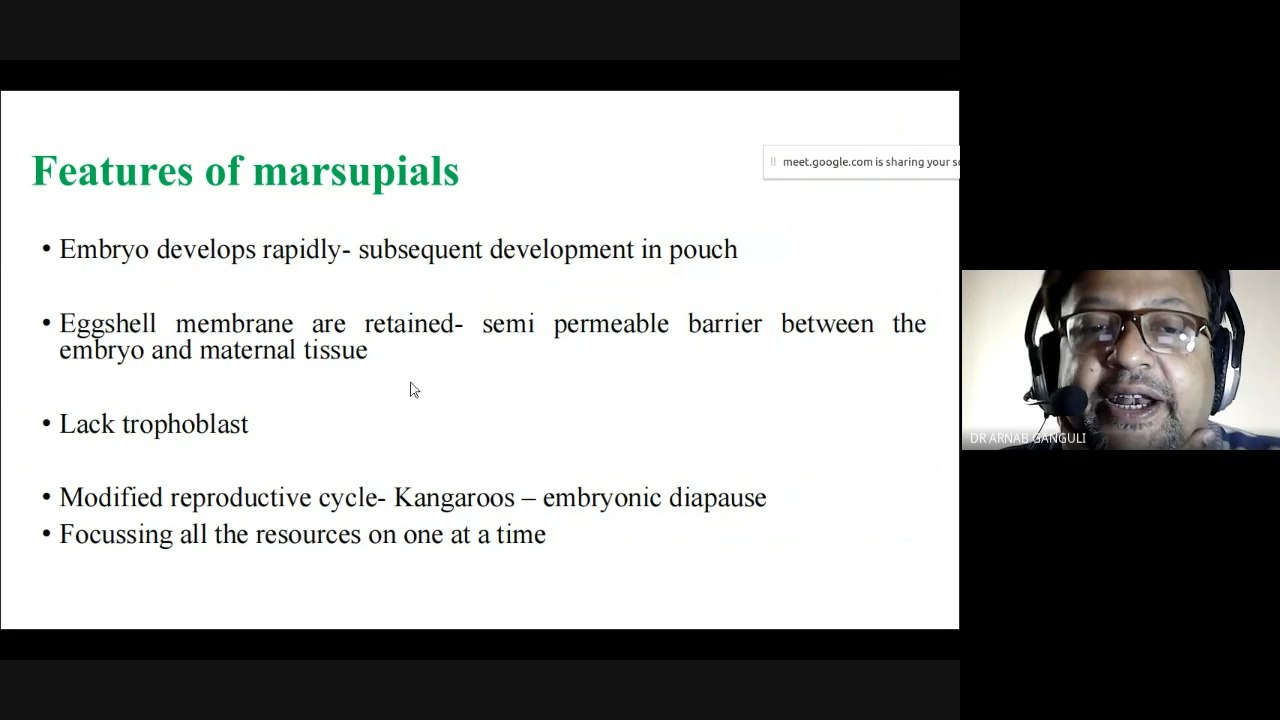 Features of marsupials
meet.google.com is sharing your s
• Embryo develops rapidly- subsequent development in pouch
• Eggshell membrane are retained- semi permeable barrier between the
embryo and maternal tissue
• Lack trophoblast
• Modified reproductive cycle- Kangaroos – embryonic diapause
• Focussing all the resources on one at a time
DR ARNAB GANGULI